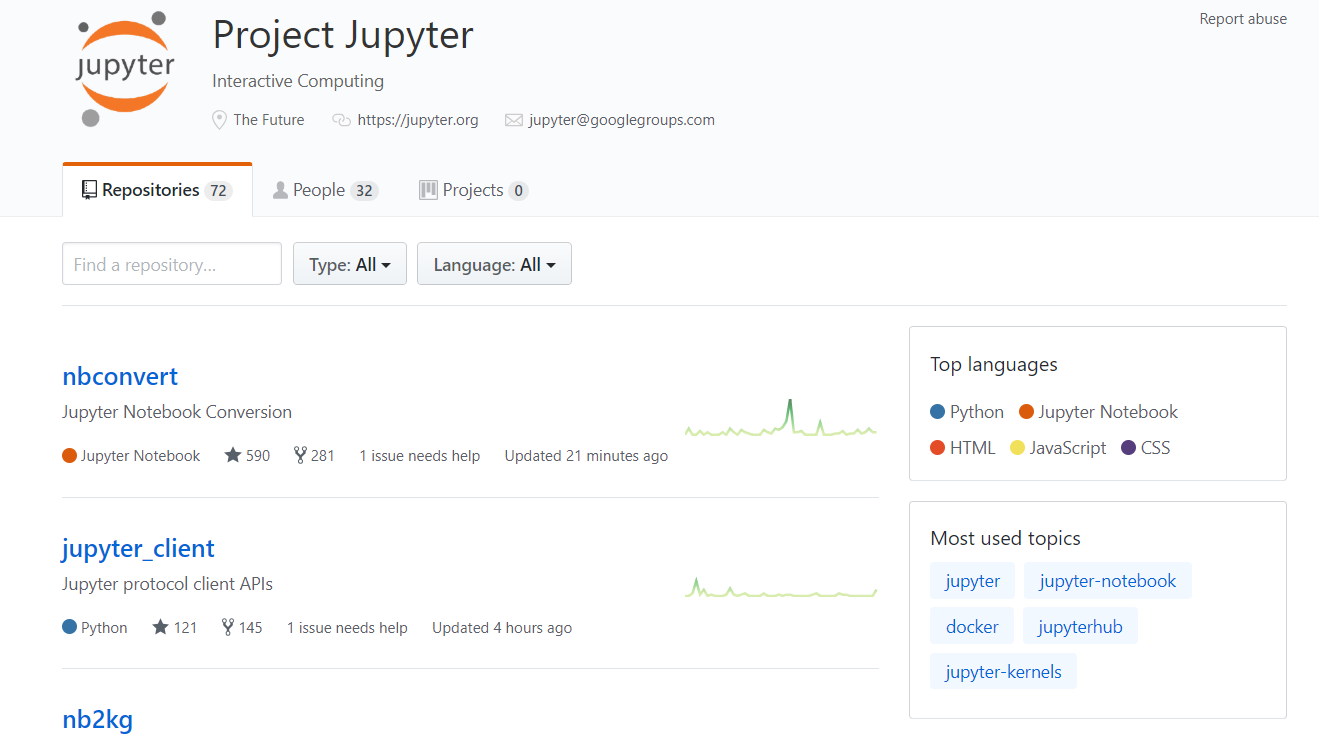 Report abuse
jupyter
Project Jupyter
Interactive Computing
The Future https://jupyter.org jupyter@googlegroups.com
Repositories 72 People 32 Projects 0
Find a repository...
Type: All
Language: All
nbconvert
Jupyter Notebook Conversion
Jupyter Notebook 590 281 1 issue needs help Updated 21 minutes ago
jupyter_client
Jupyter protocol client APIs
Python 121 145 1 issue needs help Updated 4 hours ago
nb2kg
Top languages
Python Jupyter Notebook
HTML JavaScript CSS
Most used topics
jupyter jupyter-notebook
docker jupyterhub
jupyter-kernels